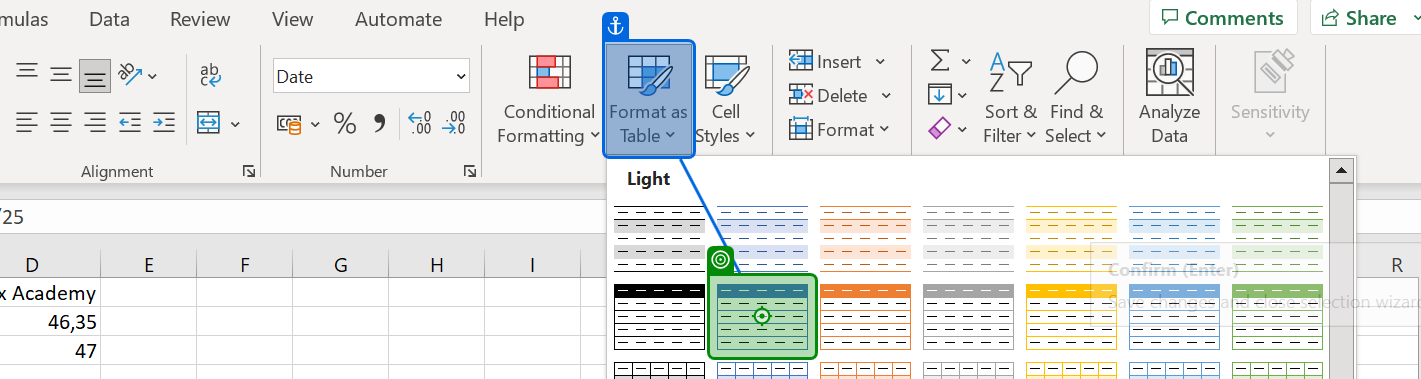 mulas Data Review View Automate Help
Comments Share
ab
Date
Insert
Delete
Format
Conditional Formatting
Format as Table
Cell Styles
Sort & Filter
Find & Select
Analyze Data
Sensitivity
Alignment
Number
Light
/25
D E F G H I R
x Academy
46,35
47
Confirm (Enter)
Save changes and close selection wizard